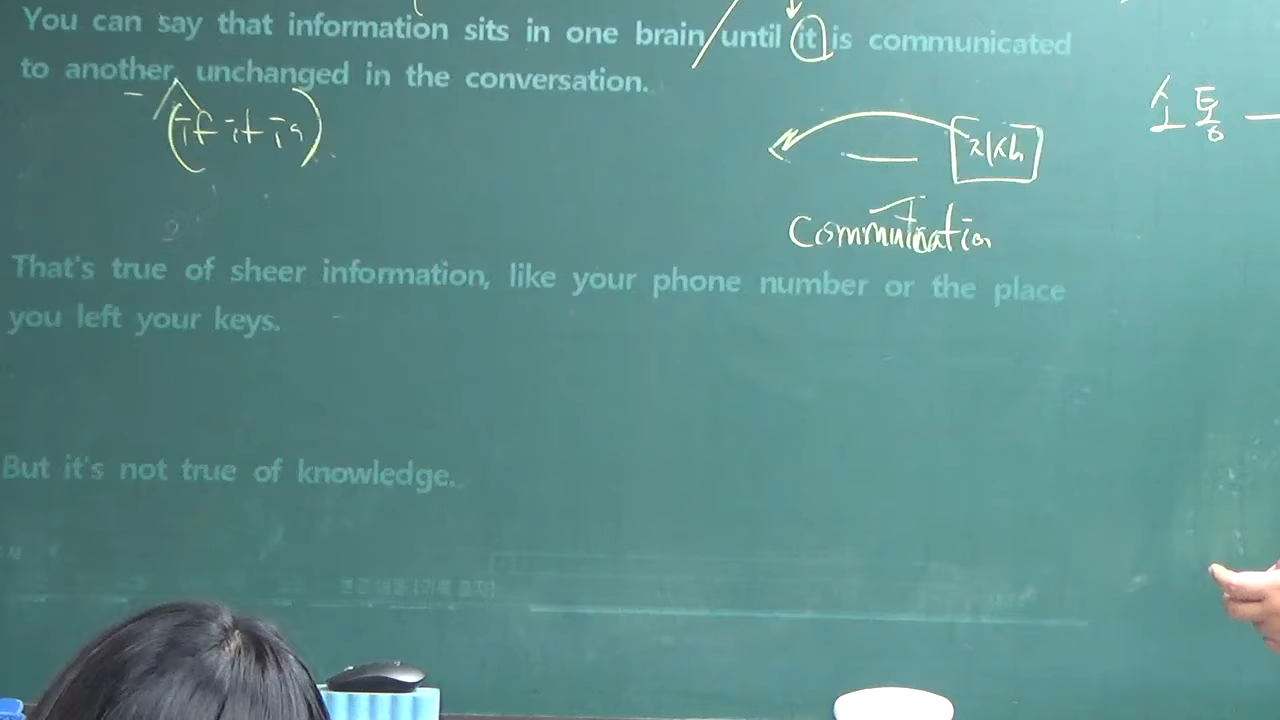 You can say that information sits in one brain / until it is communicated
to another, unchanged in the conversation.
(if it is)
소통 —
Communication
That's true of sheer information, like your phone number or the place
you left your keys.
But it's not true of knowledge.